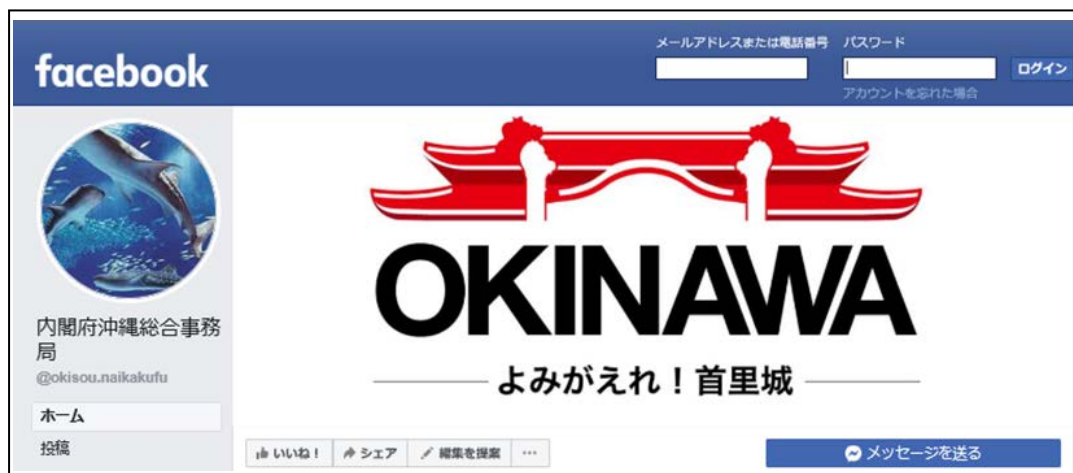 facebook
メールアドレスまたは電話番号
パスワード
ログイン
アカウントを忘れた場合
内閣府沖縄総合事務
局
@okisou.naikakufu
ホーム
投稿
OKINAWA
よみがえれ！首里城
いいね！
シェア
編集を提案
…
メッセージを送る